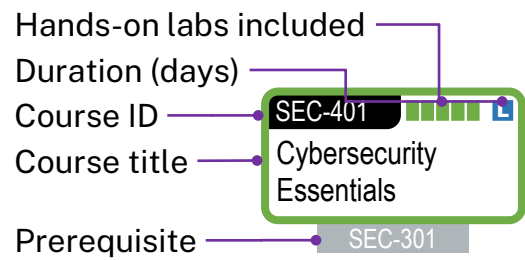 Hands-on labs included
Duration (days)
Course ID
SEC-401
L
Course title
Cybersecurity
Essentials
Prerequisite
SEC-301